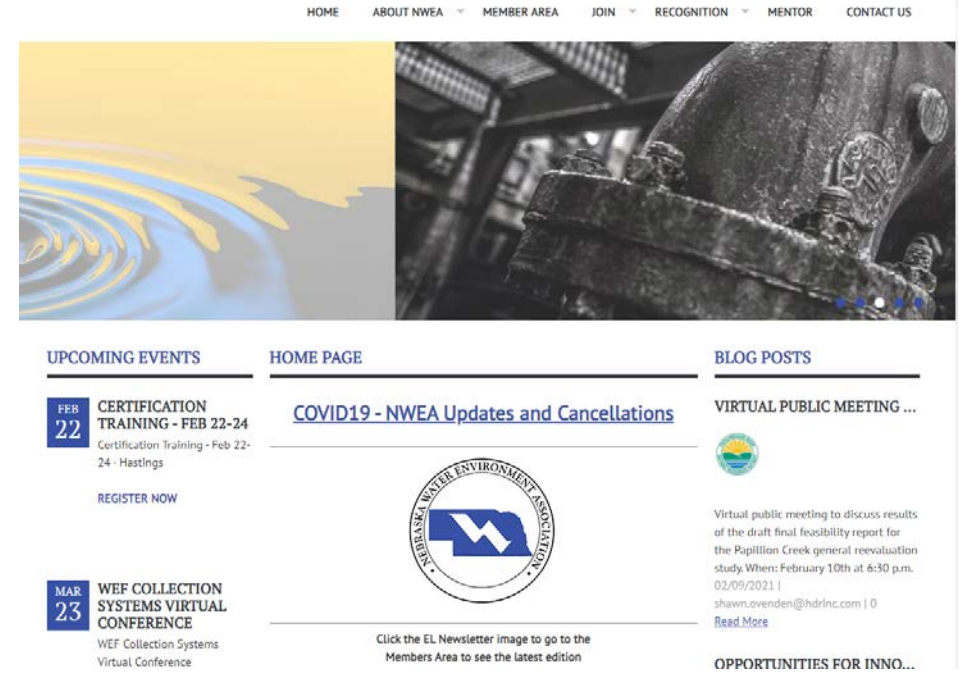 HOME ABOUT NWEA MEMBER AREA JOIN RECOGNITION MENTOR CONTACT US
UPCOMING EVENTS
FEB
22
CERTIFICATION
TRAINING - FEB 22-24
Certification Training - Feb 22-
24 - Hastings
REGISTER NOW
MAR
23
WEF COLLECTION
SYSTEMS VIRTUAL
CONFERENCE
WEF Collection Systems
Virtual Conference
HOME PAGE
COVID19 - NWEA Updates and Cancellations
NEBRASKA WATER ENVIRONMENT ASSOCIATION
Click the EL Newsletter image to go to the
Members Area to see the latest edition
BLOG POSTS
VIRTUAL PUBLIC MEETING ...
Virtual public meeting to discuss results
of the draft final feasibility report for
the Papillion Creek general reevaluation
study. When: February 10th at 6:30 p.m.
02/09/2021 |
shawn.ovenden@hdrinc.com | 0
Read More
OPPORTUNITIES FOR INNO...